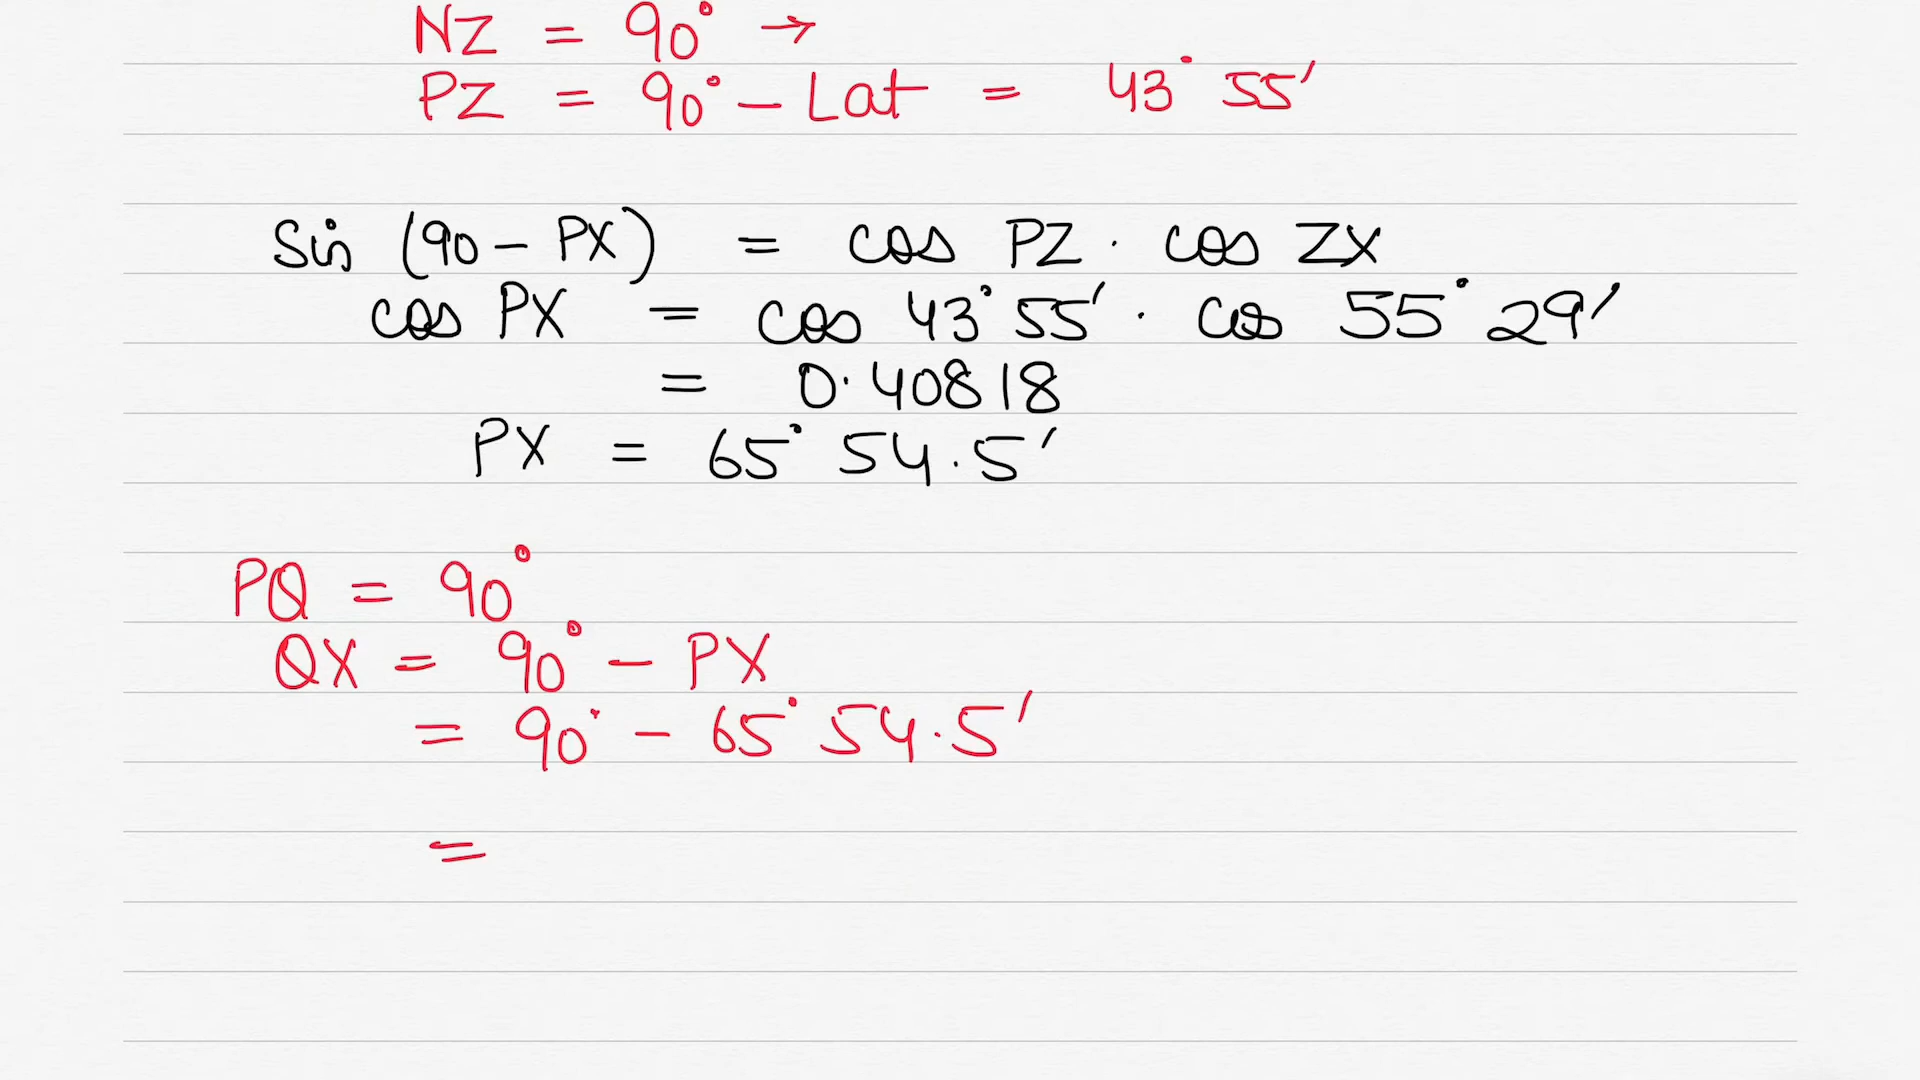 NZ = 90° →
PZ = 90° - Lat = 43° 55'
Sin (90 - PX) = cos PZ . cos ZX
cos PX = cos 43° 55' . cos 55° 29'
= 0.40818
PX = 65° 54.5'
PQ = 90°
QX = 90° - PX
= 90° - 65° 54.5'
=